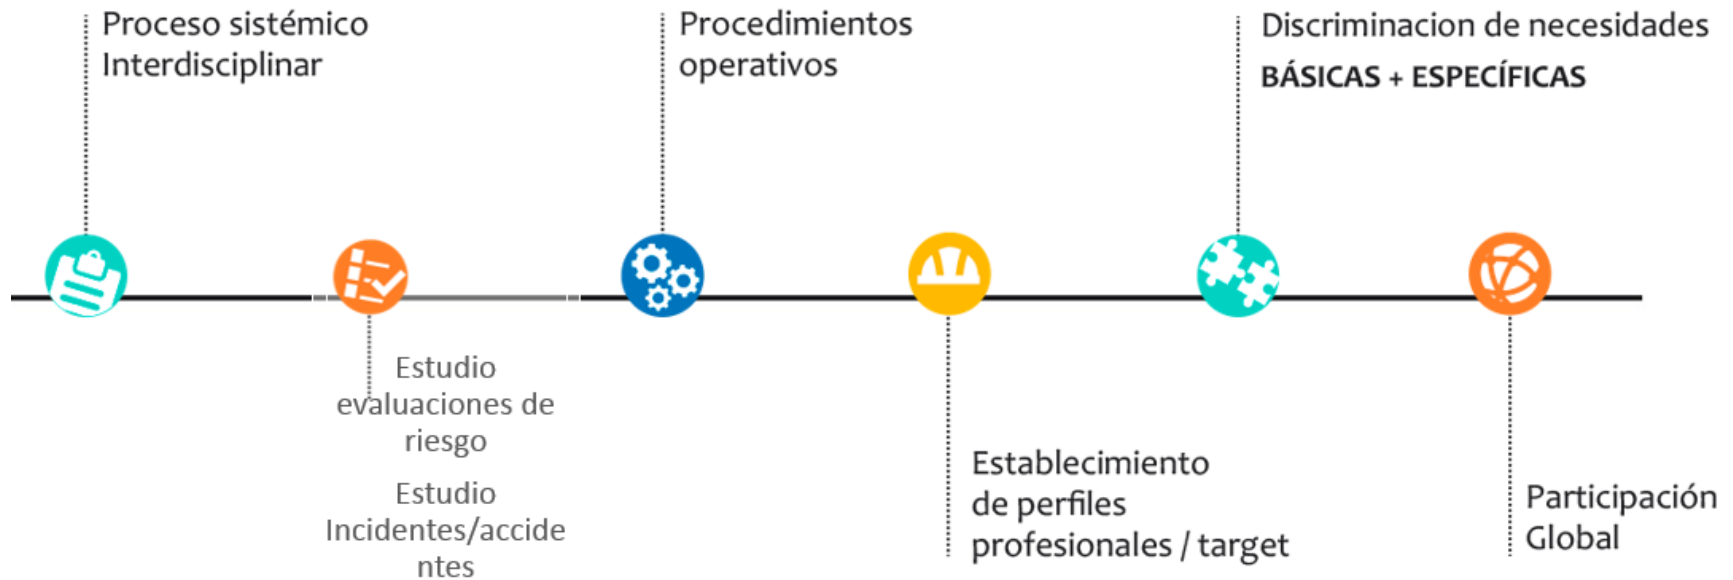 Proceso sistémico
Interdisciplinar
Estudio
evaluaciones de
riesgo
Estudio
Incidentes/accide
ntes
Procedimientos
operativos
Establecimiento
de perfiles
profesionales / target
Discriminacion de necesidades
BÁSICAS + ESPECÍFICAS
Participación
Global